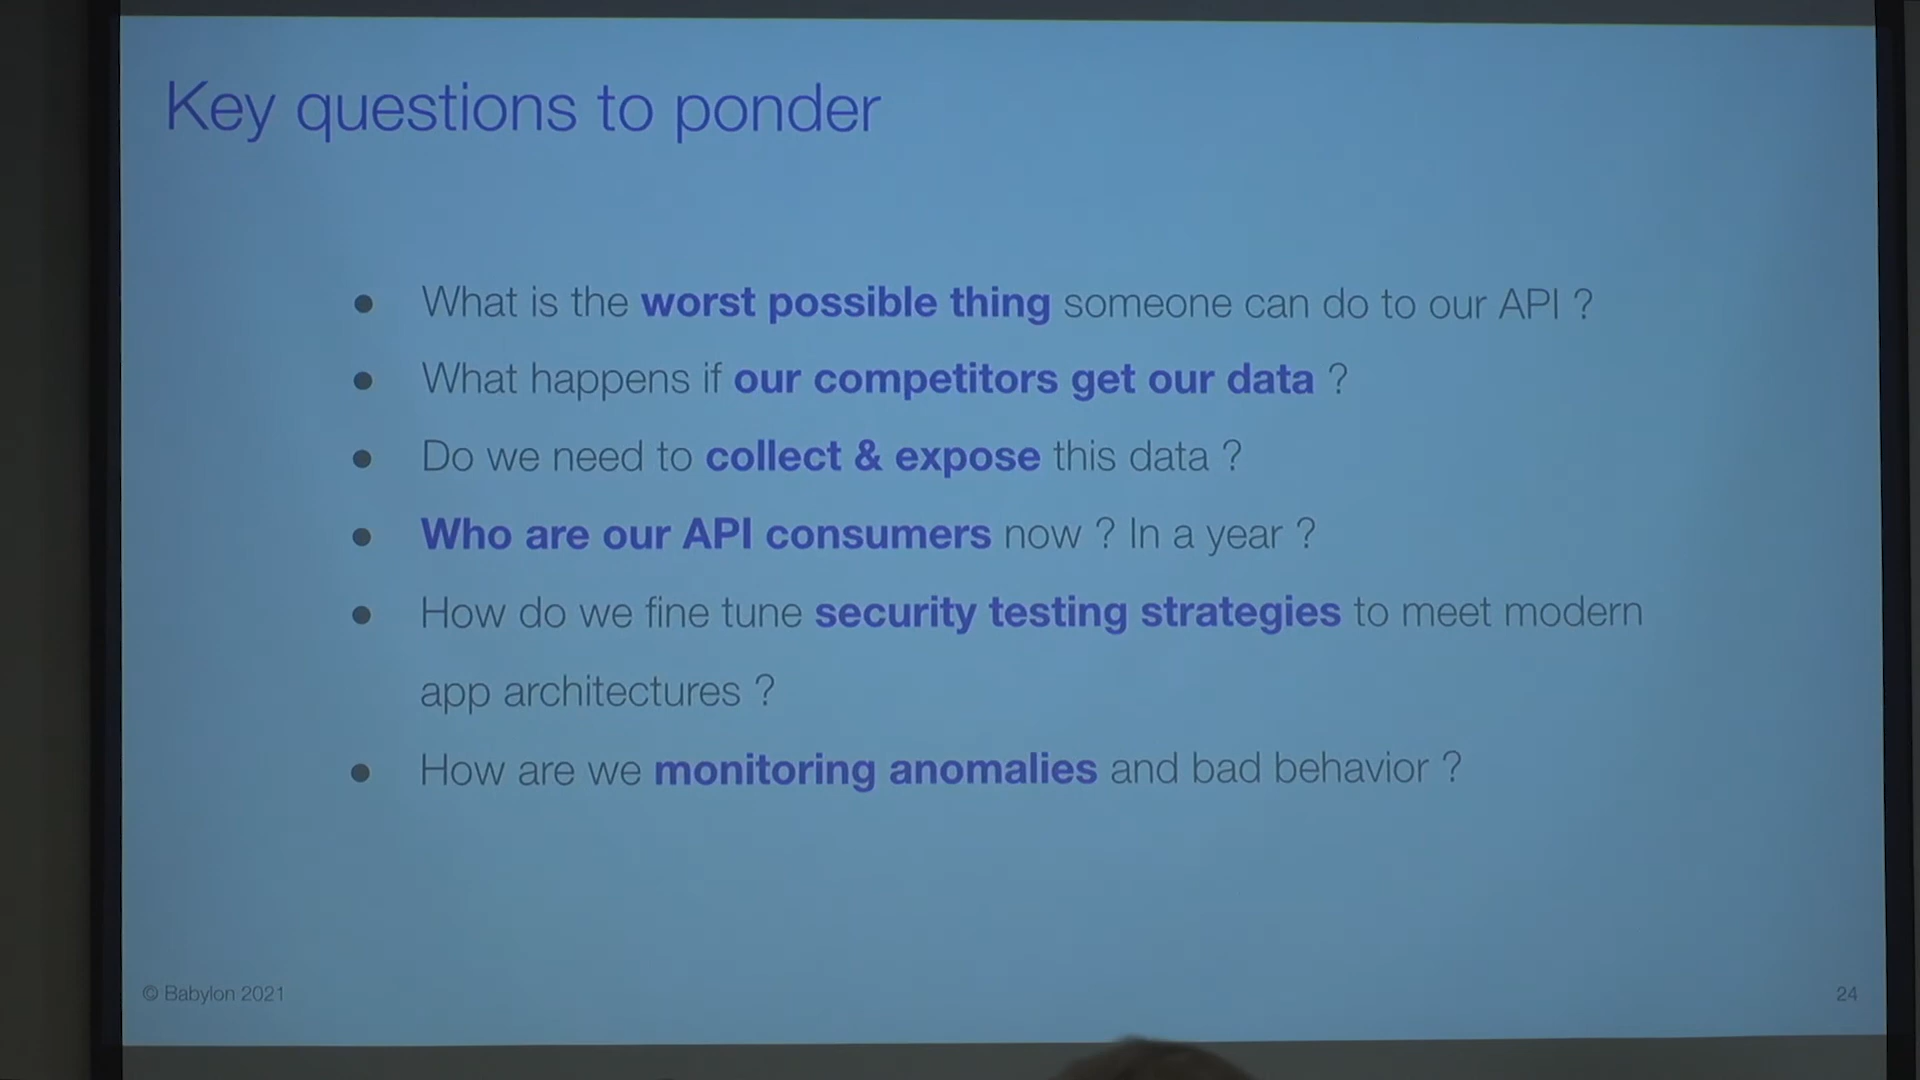 Key questions to ponder
● What is the worst possible thing someone can do to our API ?
● What happens if our competitors get our data ?
● Do we need to collect & expose this data ?
● Who are our API consumers now ? In a year ?
● How do we fine tune security testing strategies to meet modern
app architectures ?
● How are we monitoring anomalies and bad behavior ?
© Babylon 2021
24